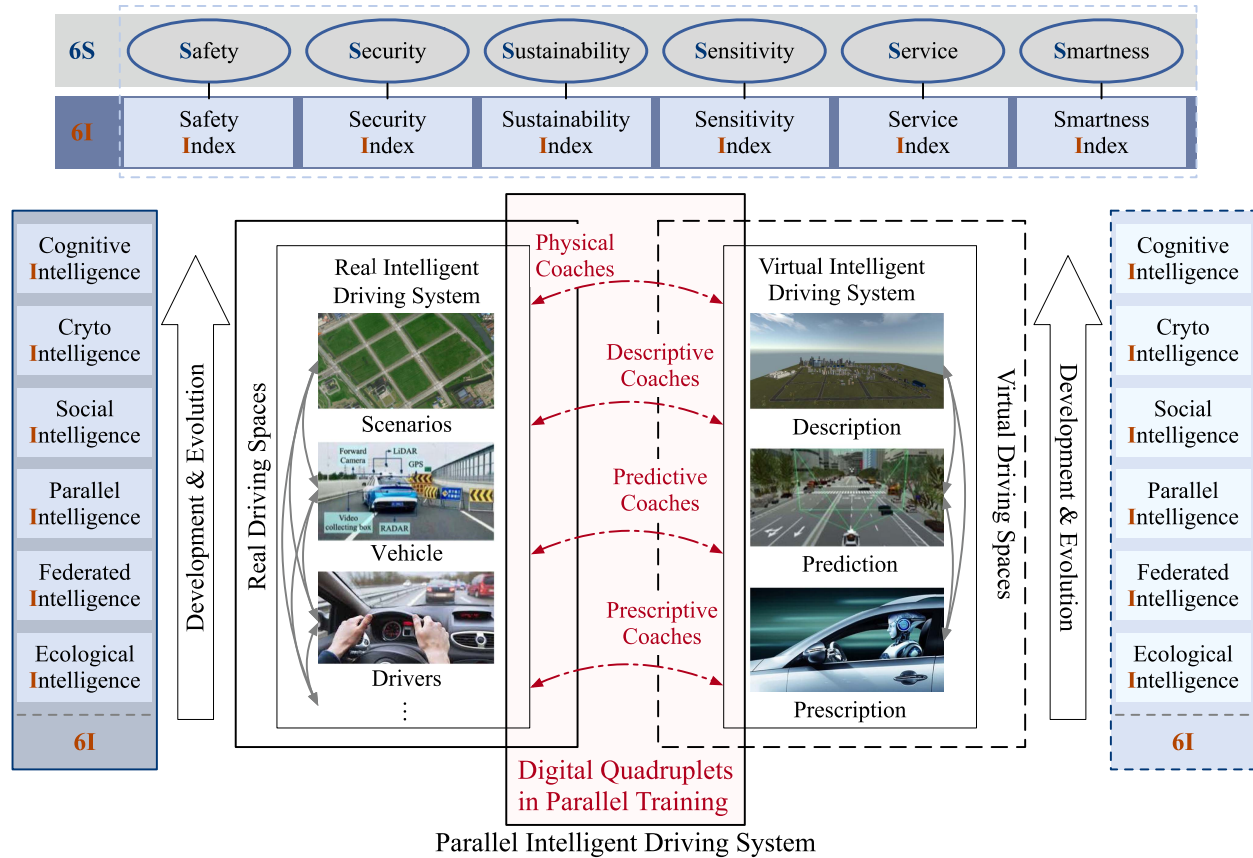 6S
Safety
Security
Sustainability
Sensitivity
Service
Smartness
6I
Safety
Index
Security
Index
Sustainability
Index
Sensitivity
Index
Service
Index
Smartness
Index
Cognitive
Intelligence
Cryto
Intelligence
Social
Intelligence
Parallel
Intelligence
Federated
Intelligence
Ecological
Intelligence
6I
Development & Evolution
Real Driving Spaces
Real Intelligent
Driving System
Scenarios
Forward
Camera
LiDAR
GPS
Video
collecting box
RADAR
Vehicle
Drivers
⋮
Physical
Coaches
Descriptive
Coaches
Predictive
Coaches
Prescriptive
Coaches
Digital Quadruplets
in Parallel Training
Virtual Intelligent
Driving System
Description
Prediction
Prescription
Virtual Driving Spaces
Development & Evolution
Cognitive
Intelligence
Cryto
Intelligence
Social
Intelligence
Parallel
Intelligence
Federated
Intelligence
Ecological
Intelligence
6I
Parallel Intelligent Driving System